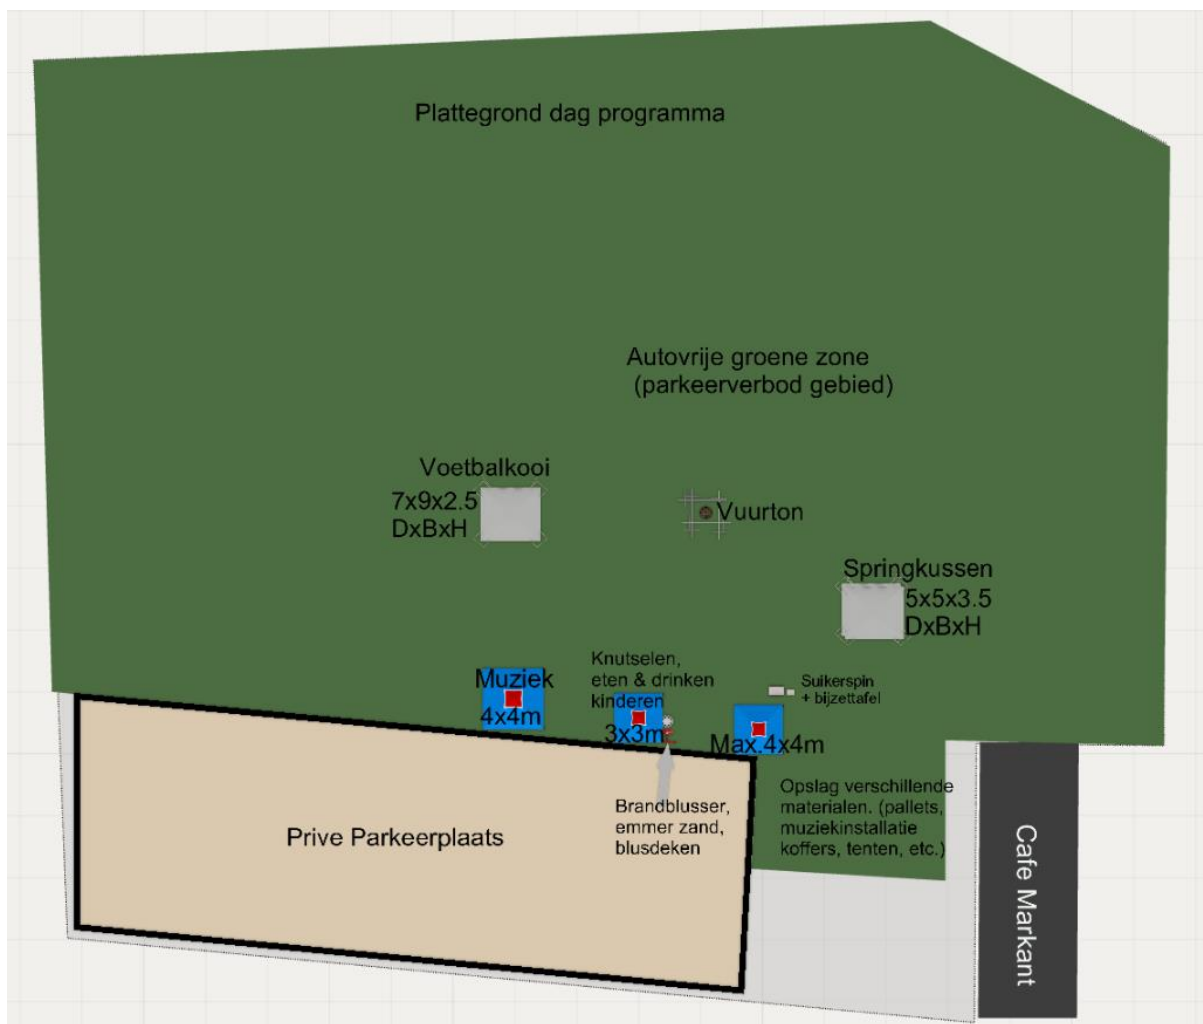 Plattegrond dag programma
Autovrije groene zone
(parkeerverbod gebied)
Voetbalkooi
7x9x2.5
DxBxH
Vuurton
Springkussen
5x5x3.5
DxBxH
Muziek
4x4m
Knutselen,
eten & drinken
kinderen
3x3m
Suikerspin
+ bijzettafel
Max.4x4m
Brandblusser,
emmer zand,
blusdeken
Opslag verschillende
materialen. (pallets,
muziekinstallatie
koffers, tenten, etc.)
Prive Parkeerplaats
Cafe Markant